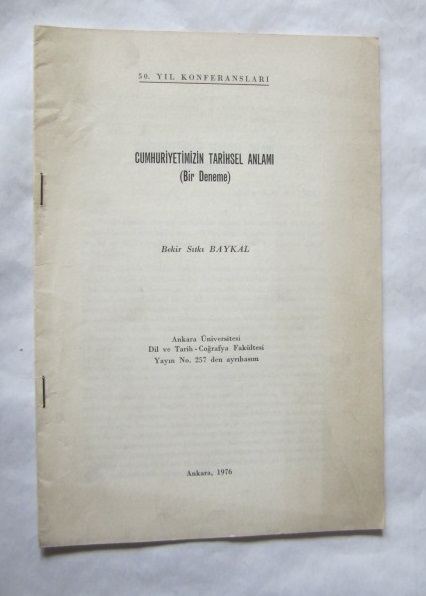 50. YIL KONFERANSLARI
CUMHURİYETİMİZİN TARİHSEL ANLAMI
(Bir Deneme)
Bekir Sıtkı BAYKAL
Ankara Üniversitesi
Dil ve Tarih-Coğrafya Fakültesi
Yayın No. 257 den ayrıbasım
Ankara, 1976